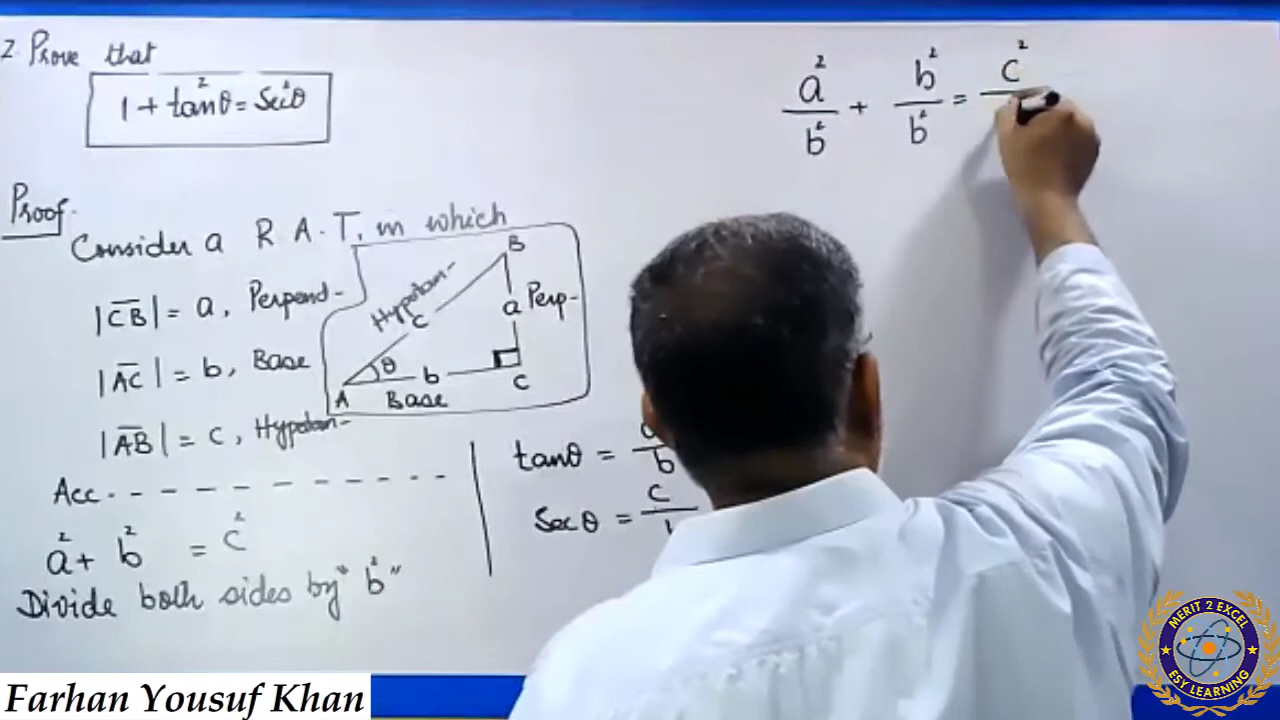 2. Prove that
1 + tan²θ = Sec²θ
Proof.
Consider a R.A.T, in which
|CB| = a, Perpend-
|AC| = b, Base
|AB| = c, Hypotan-
B
Hypotan-
c
a Perp-
θ
b
A
C
Base
Acc. - - - - - - - - - - -
a² + b² = c²
Divide both sides by "b²"
tanθ = a/b
Secθ = c/
a²/b² + b²/b² = c²/
Farhan Yousuf Khan
MERIT 2 EXCEL
ESY LEARNING